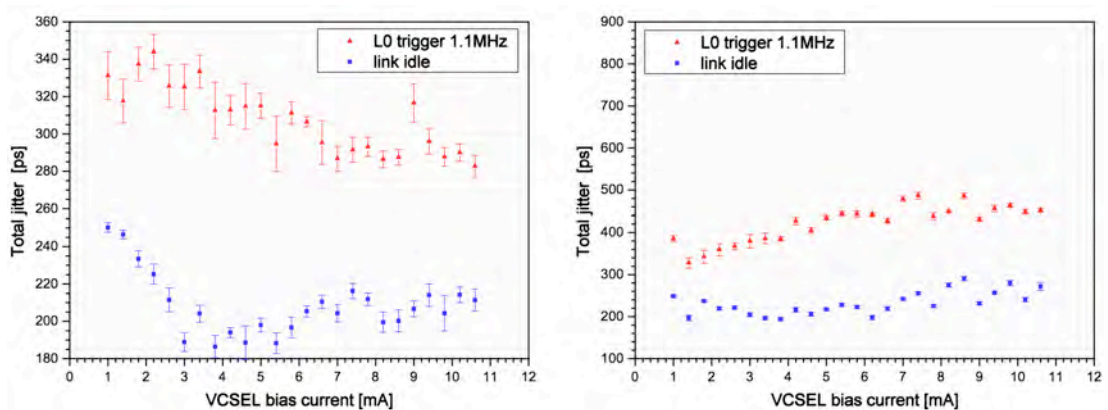 360
340
320
300
280
260
240
220
200
180
Total jitter [ps]
L0 trigger 1.1MHz
link idle
0 1 2 3 4 5 6 7 8 9 10 11 12
VCSEL bias current [mA]
900
800
700
600
500
400
300
200
100
Total jitter [ps]
L0 trigger 1.1MHz
link idle
0 1 2 3 4 5 6 7 8 9 10 11 12
VCSEL bias current [mA]